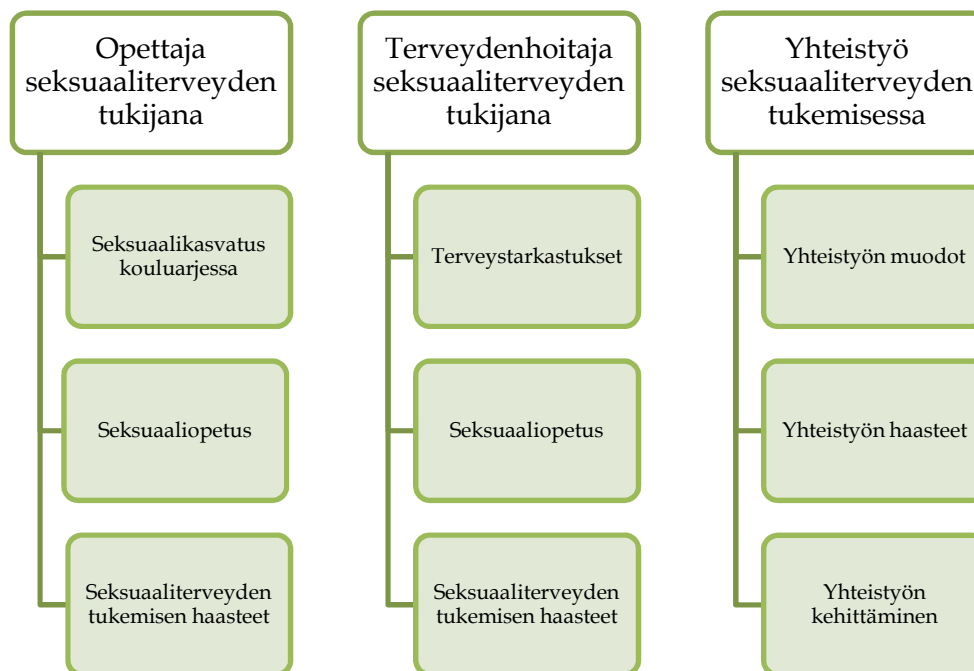 Opettaja
seksuaaliterveyden
tukijana
Seksuaalikasvatus
kouluarjessa
Seksuaaliopetus
Seksuaaliterveyden
tukemisen haasteet
Terveydenhoitaja
seksuaaliterveyden
tukijana
Terveystarkastukset
Seksuaaliopetus
Seksuaaliterveyden
tukemisen haasteet
Yhteistyö
seksuaaliterveyden
tukemisessa
Yhteistyön muodot
Yhteistyön haasteet
Yhteistyön
kehittäminen